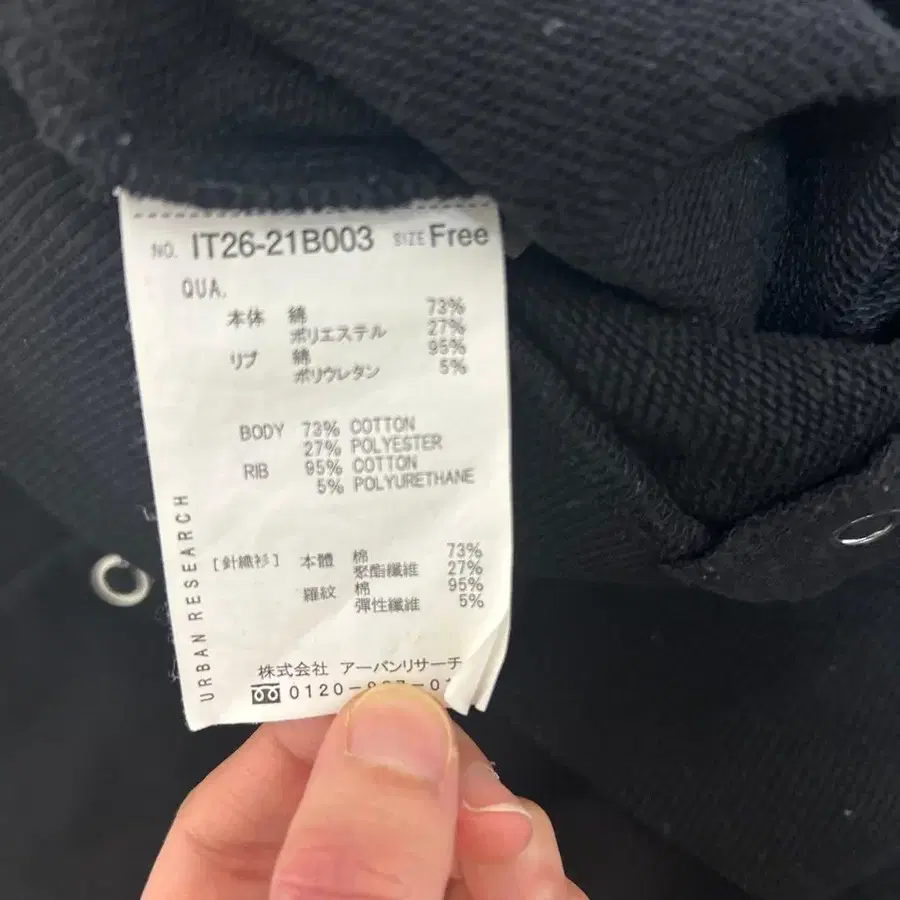 NO. IT26-21B003 SIZE Free
QUA.
本体 綿 73%
ポリエステル 27%
リブ 綿 95%
ポリウレタン 5%
BODY 73% COTTON
27% POLYESTER
RIB 95% COTTON
5% POLYURETHANE
[針織衫] 本體 棉 73%
聚酯纖維 27%
羅紋 棉 95%
彈性纖維 5%
URBAN RESEARCH
株式会社 アーバンリサーチ
0120-